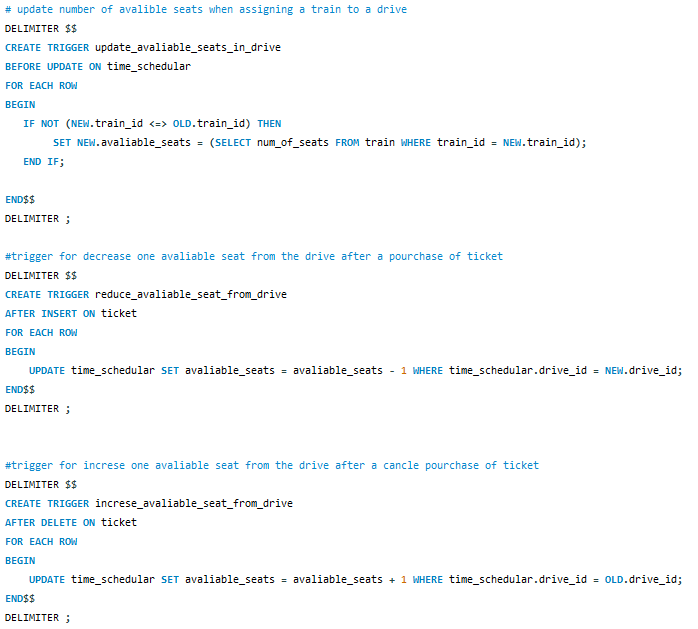 # update number of avalible seats when assigning a train to a drive
DELIMITER $$
CREATE TRIGGER update_avaliable_seats_in_drive
BEFORE UPDATE ON time_schedular
FOR EACH ROW
BEGIN
IF NOT (NEW.train_id <=> OLD.train_id) THEN
SET NEW.avaliable_seats = (SELECT num_of_seats FROM train WHERE train_id = NEW.train_id);
END IF;
END$$
DELIMITER ;
#trigger for decrease one avaliable seat from the drive after a pourchase of ticket
DELIMITER $$
CREATE TRIGGER reduce_avaliable_seat_from_drive
AFTER INSERT ON ticket
FOR EACH ROW
BEGIN
UPDATE time_schedular SET avaliable_seats = avaliable_seats - 1 WHERE time_schedular.drive_id = NEW.drive_id;
END$$
DELIMITER ;
#trigger for increse one avaliable seat from the drive after a cancle pourchase of ticket
DELIMITER $$
CREATE TRIGGER increse_avaliable_seat_from_drive
AFTER DELETE ON ticket
FOR EACH ROW
BEGIN
UPDATE time_schedular SET avaliable_seats = avaliable_seats + 1 WHERE time_schedular.drive_id = OLD.drive_id;
END$$
DELIMITER ;